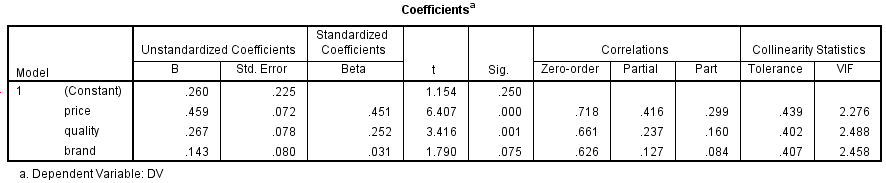 Coefficientsa
Model Unstandardized Coefficients Standardized Coefficients t Sig. Correlations Collinearity Statistics
B Std. Error Beta Zero-order Partial Part Tolerance VIF
1 (Constant) .260 .225 1.154 .250
price .459 .072 .451 6.407 .000 .718 .416 .299 .439 2.276
quality .267 .078 .252 3.416 .001 .661 .237 .160 .402 2.488
brand .143 .080 .031 1.790 .075 .626 .127 .084 .407 2.458
a. Dependent Variable: DV